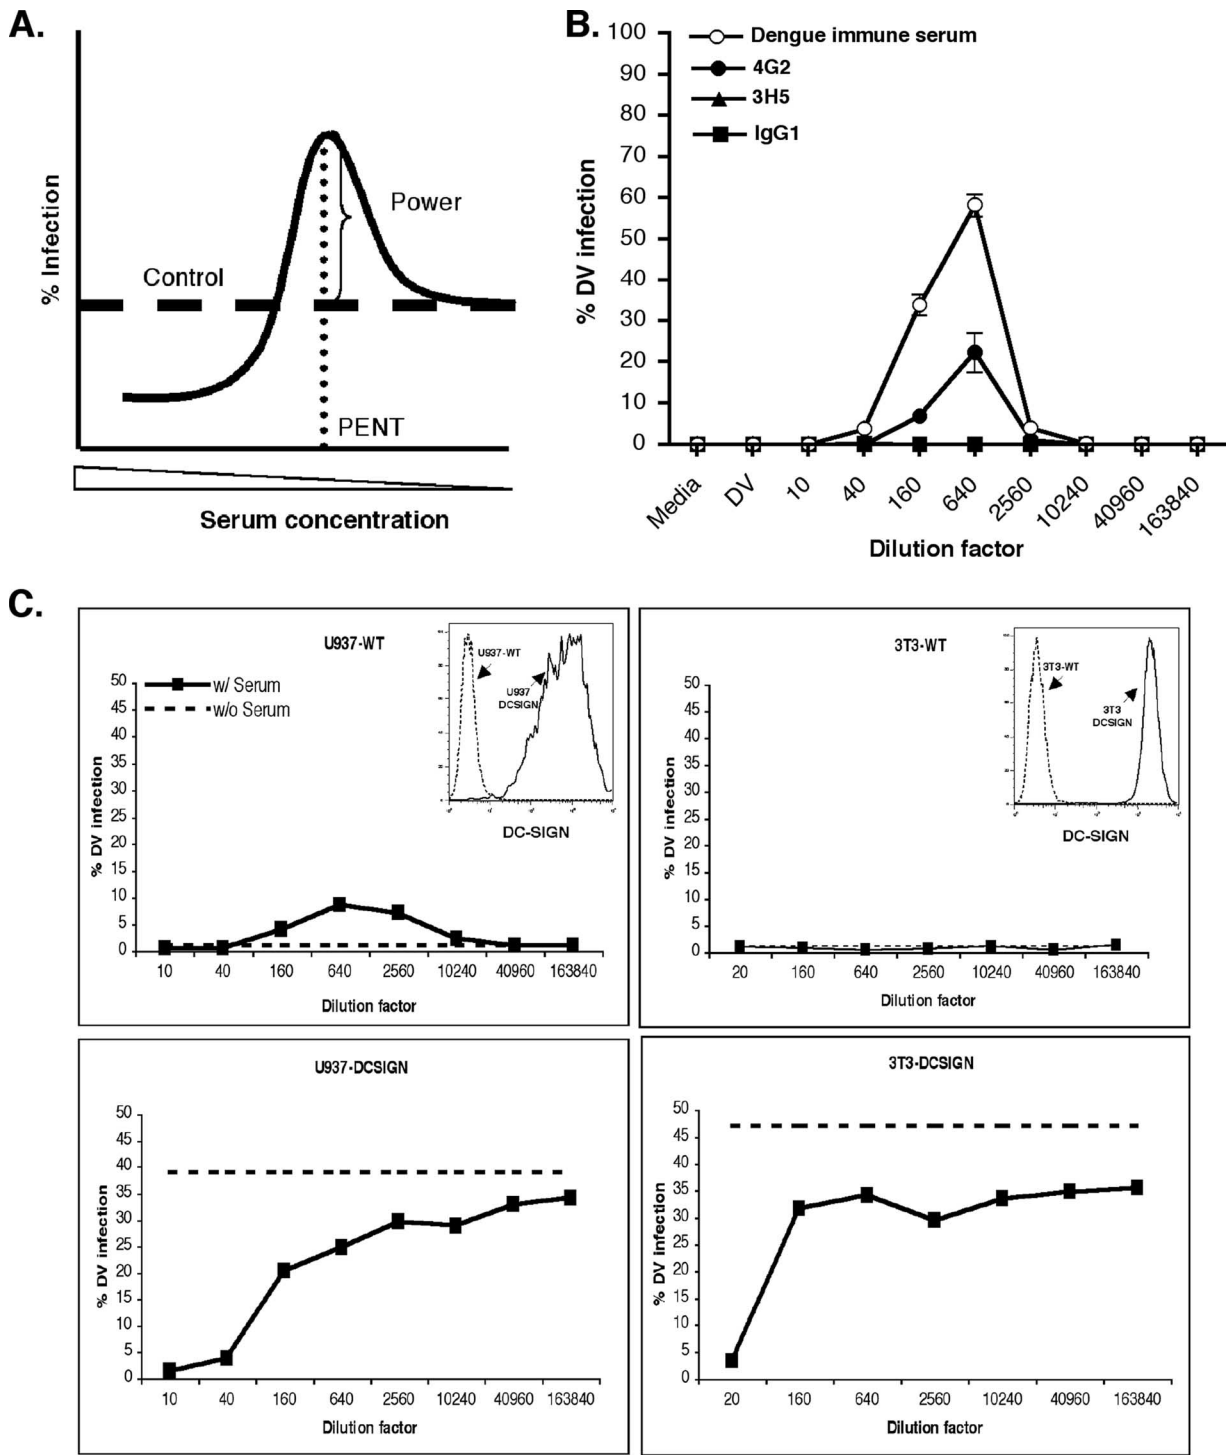 A.
% Infection
Control
Power
PENT
Serum concentration
B.
% DV infection
100
90
80
70
60
50
40
30
20
10
0
Dengue immune serum
4G2
3H5
IgG1
Media DV 10 40 160 640 2560 10240 40960 163840
Dilution factor
C.
U937-WT
w/ Serum
w/o Serum
% DV infection
50
45
40
35
30
25
20
15
10
5
0
10 40 160 640 2560 10240 40960 163840
Dilution factor
U937-WT
U937
DCSIGN
DC-SIGN
3T3-WT
% DV infection
50
45
40
35
30
25
20
15
10
5
0
20 160 640 2560 10240 40960 163840
Dilution factor
3T3-WT
3T3
DCSIGN
DC-SIGN
U937-DCSIGN
% DV infection
50
45
40
35
30
25
20
15
10
5
0
10 40 160 640 2560 10240 40960 163840
Dilution factor
3T3-DCSIGN
% DV infection
50
45
40
35
30
25
20
15
10
5
0
20 160 640 2560 10240 40960 163840
Dilution factor